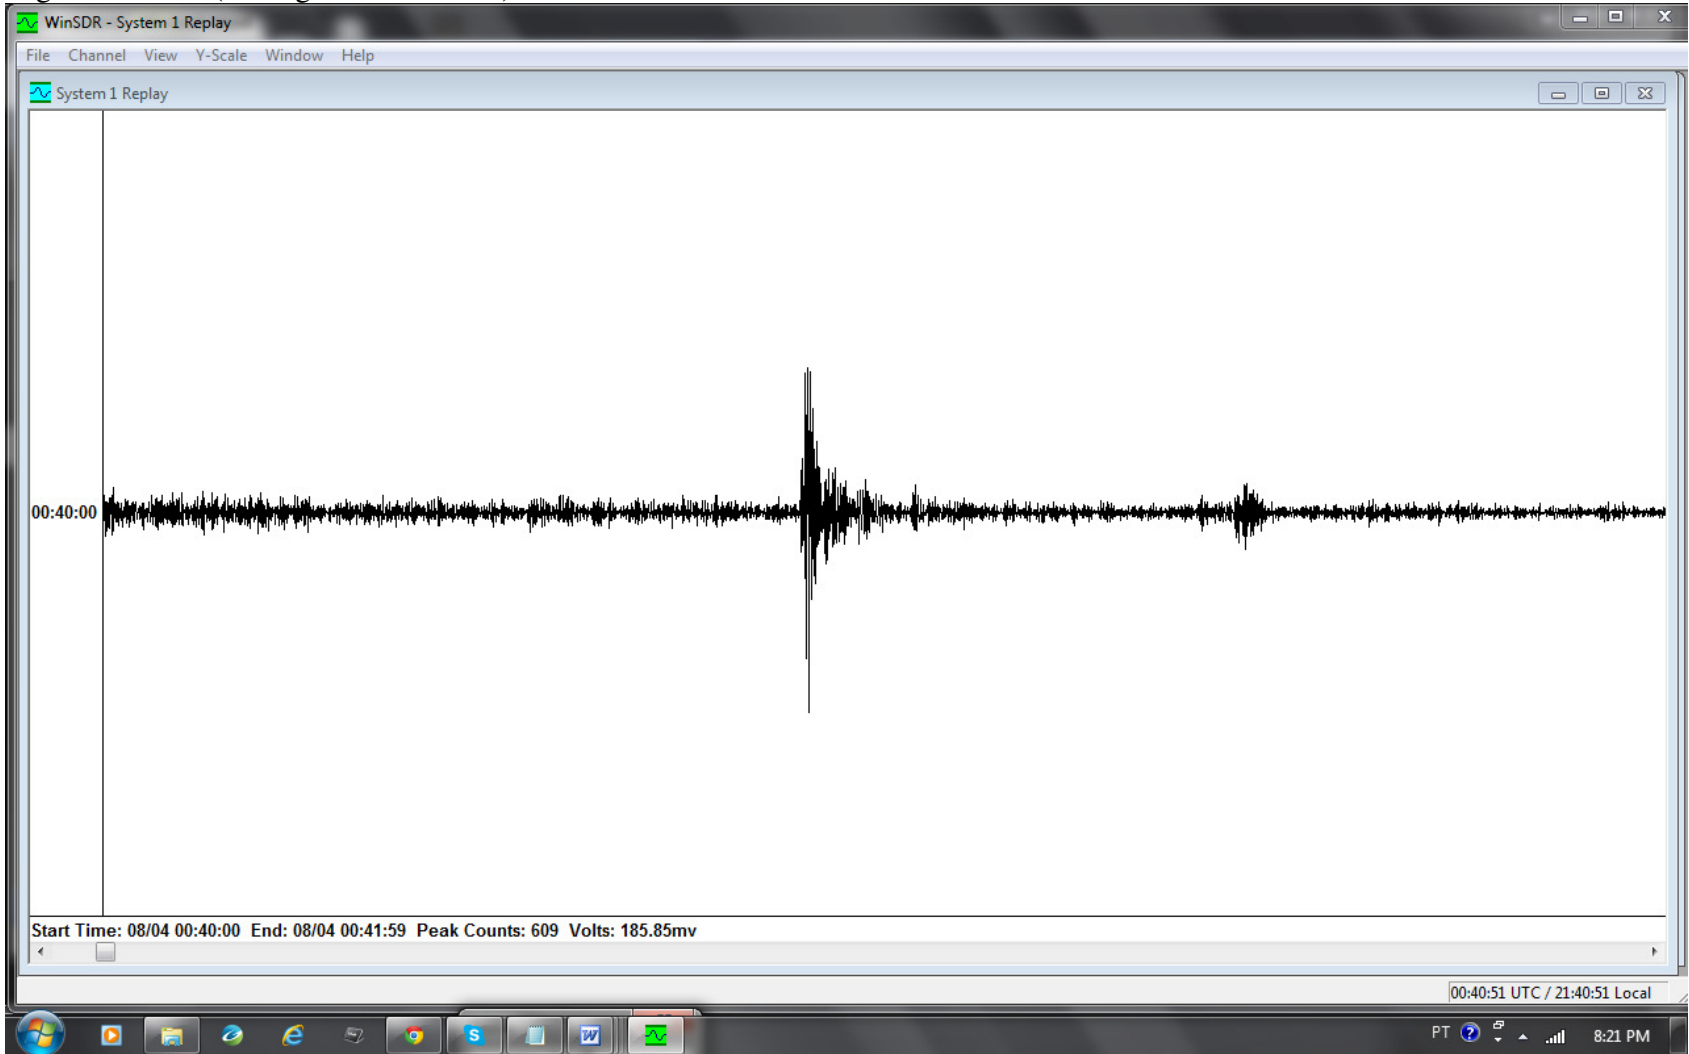 WinSDR - System 1 Replay
File Channel View Y-Scale Window Help
System 1 Replay
00:40:00
Start Time: 08/04 00:40:00 End: 08/04 00:41:59 Peak Counts: 609 Volts: 185.85mv
00:40:51 UTC / 21:40:51 Local
PT 8:21 PM